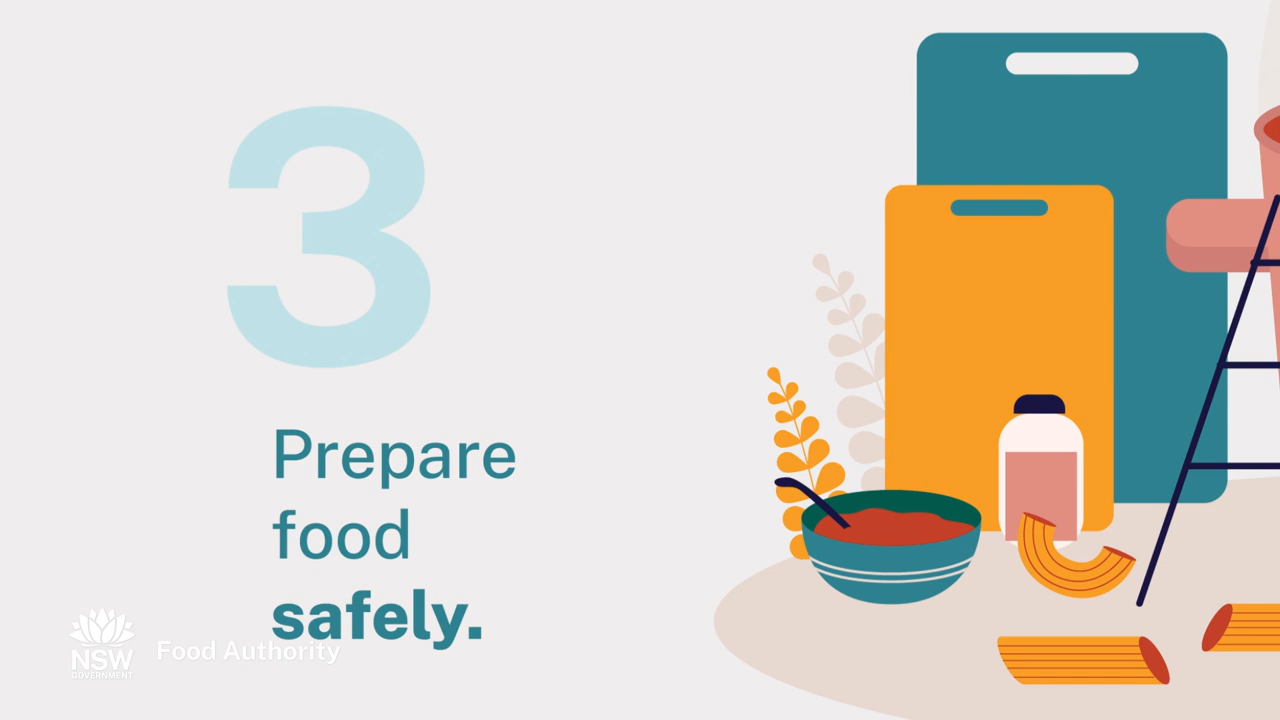 3
Prepare
food
safely.
NSW
GOVERNMENT
Food Authority